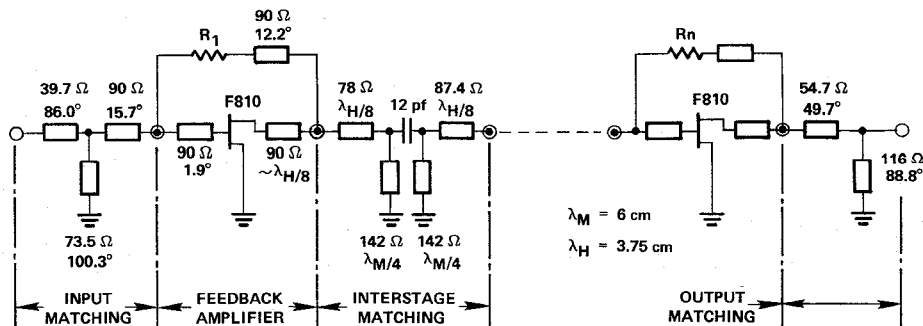 90 Ω
12.2°
R1
Rn
39.7 Ω
86.0°
90 Ω
15.7°
F810
78 Ω
λH/8
12 pf
87.4 Ω
λH/8
F810
54.7 Ω
49.7°
90 Ω
1.9°
90 Ω
~λH/8
116 Ω
88.8°
73.5 Ω
100.3°
142 Ω
λM/4
142 Ω
λM/4
λM = 6 cm
λH = 3.75 cm
INPUT
MATCHING
FEEDBACK
AMPLIFIER
INTERSTAGE
MATCHING
OUTPUT
MATCHING